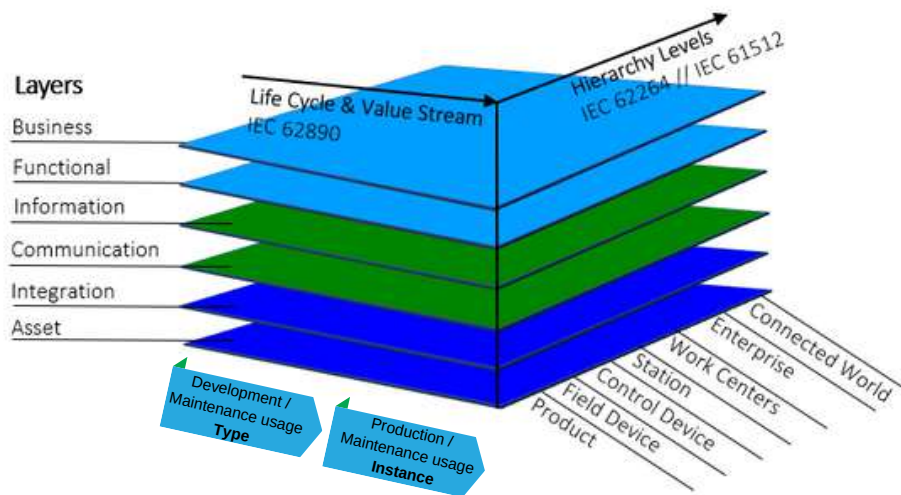 Layers
Business
Functional
Information
Communication
Integration
Asset
Life Cycle & Value Stream
IEC 62890
Hierarchy Levels
IEC 62264 // IEC 61512
Development /
Maintenance usage
Type
Production /
Maintenance usage
Instance
Product
Field Device
Control Device
Station
Work Centers
Enterprise
Connected World